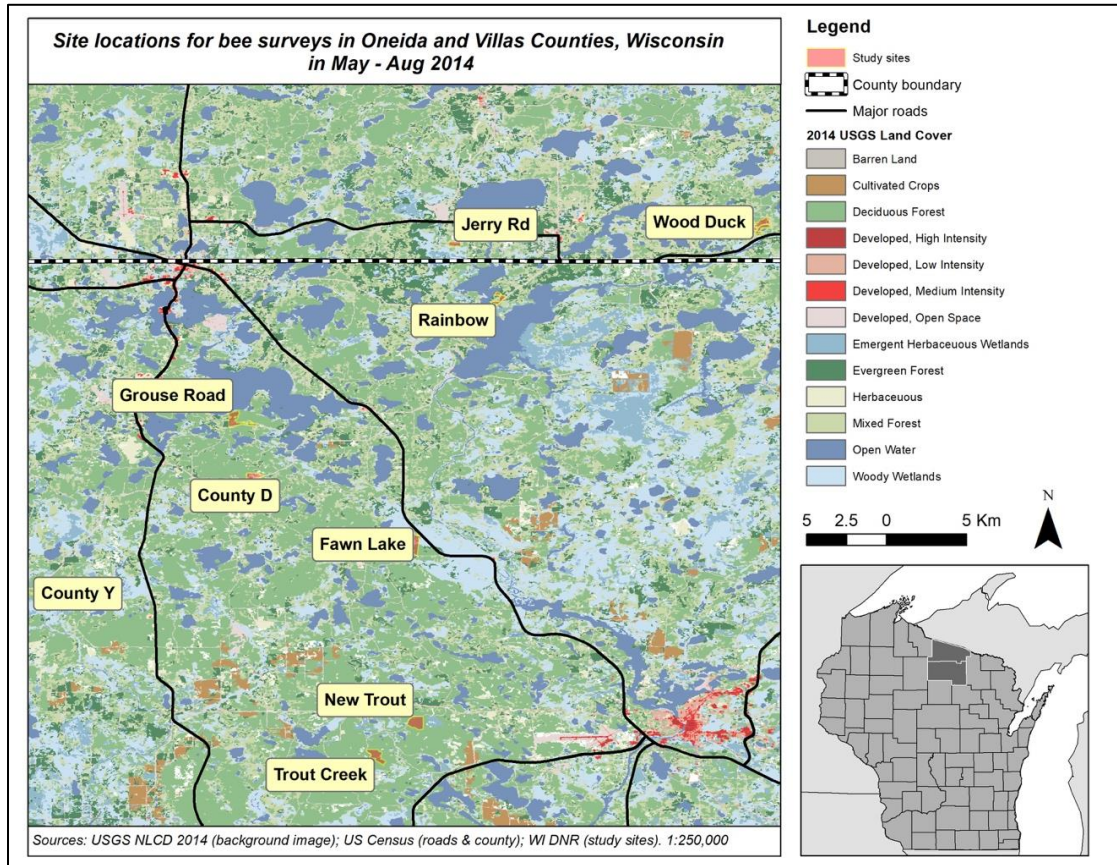 Site locations for bee surveys in Oneida and Villas Counties, Wisconsin
in May - Aug 2014
Jerry Rd
Wood Duck
Rainbow
Grouse Road
County D
Fawn Lake
County Y
New Trout
Trout Creek
Sources: USGS NLCD 2014 (background image); US Census (roads & county); WI DNR (study sites). 1:250,000
Legend
Study sites
County boundary
Major roads
2014 USGS Land Cover
Barren Land
Cultivated Crops
Deciduous Forest
Developed, High Intensity
Developed, Low Intensity
Developed, Medium Intensity
Developed, Open Space
Emergent Herbaceuous Wetlands
Evergreen Forest
Herbaceuous
Mixed Forest
Open Water
Woody Wetlands
5 2.5 0 5 Km
N